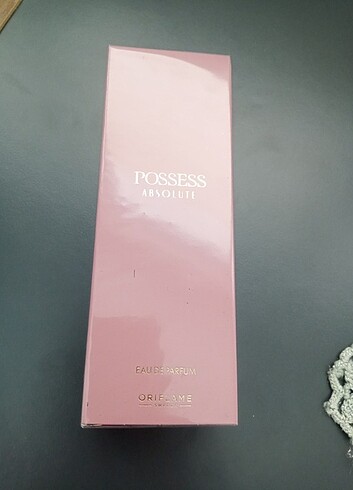 POSSESS
ABSOLUTE
EAU DE PARFUM
ORIFLAME